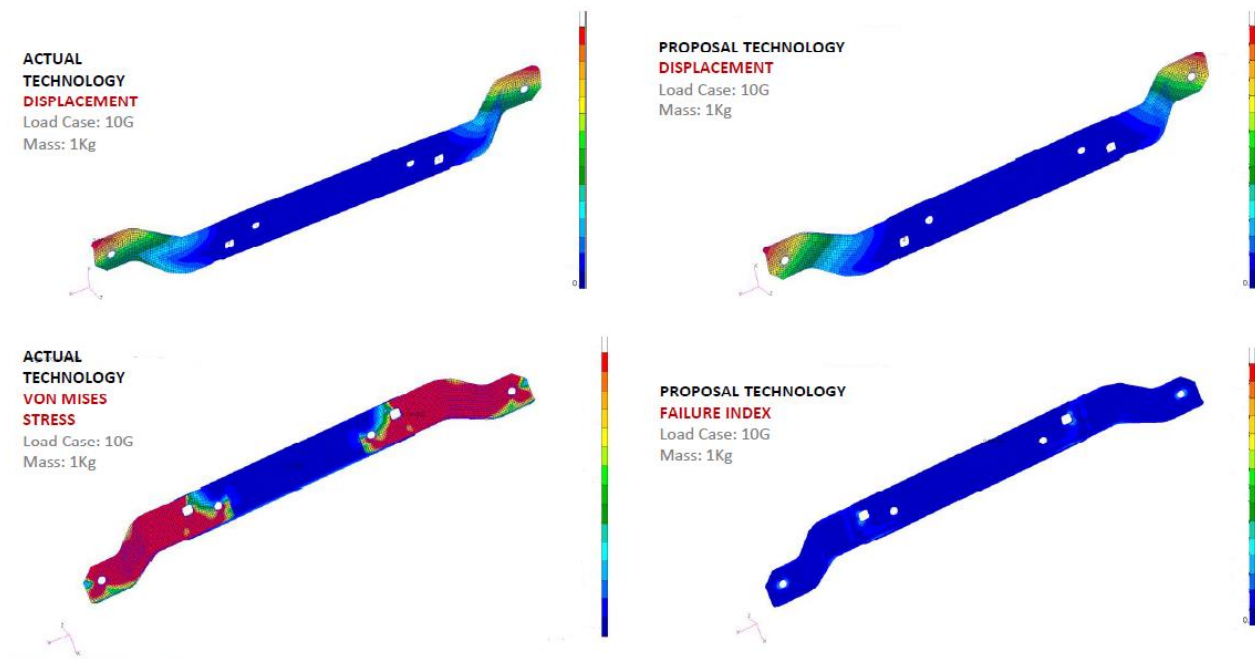 ACTUAL
TECHNOLOGY
DISPLACEMENT
Load Case: 10G
Mass: 1Kg
0
PROPOSAL TECHNOLOGY
DISPLACEMENT
Load Case: 10G
Mass: 1Kg
0.
ACTUAL
TECHNOLOGY
VON MISES
STRESS
Load Case: 10G
Mass: 1Kg
PROPOSAL TECHNOLOGY
FAILURE INDEX
Load Case: 10G
Mass: 1Kg
0.